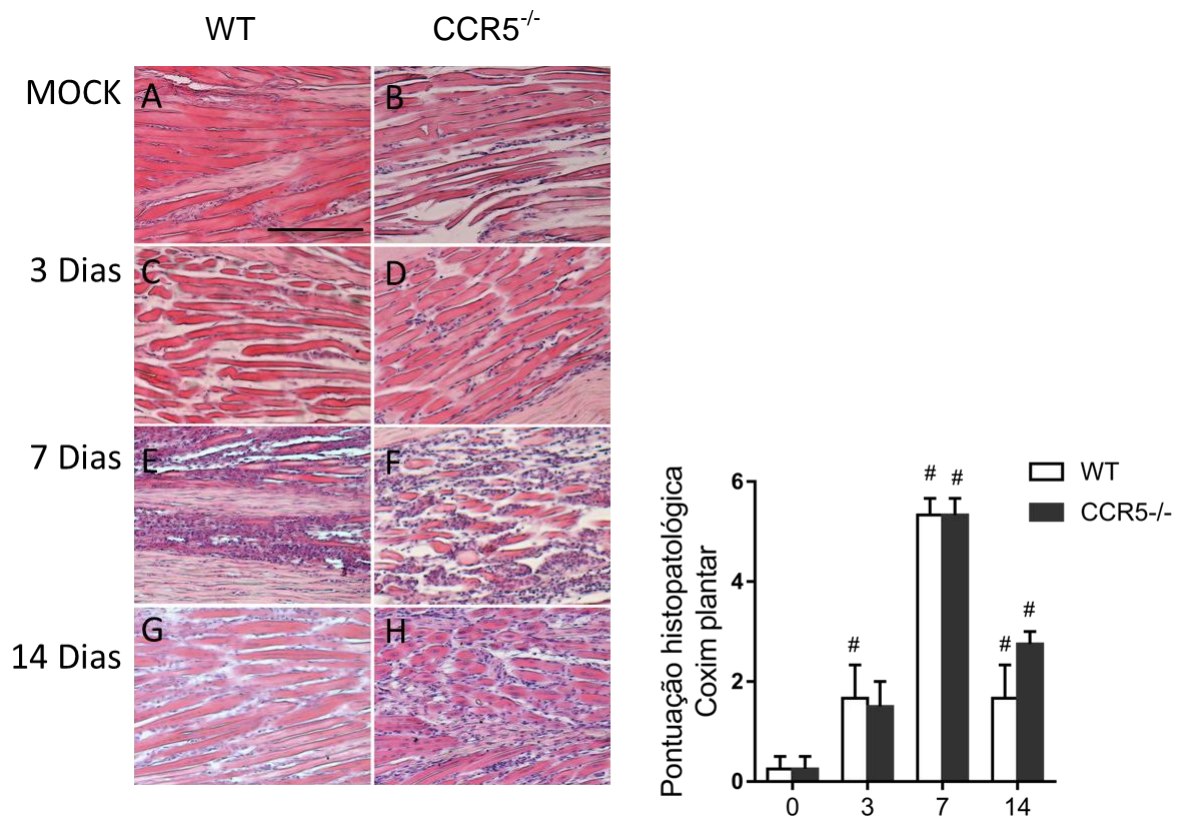 WT CCR5-/-
MOCK
A B
3 Dias
C D
7 Dias
E F
14 Dias
G H
Pontuação histopatológica
Coxim plantar
6
4
2
0
# # # # #
0 3 7 14
WT
CCR5-/-